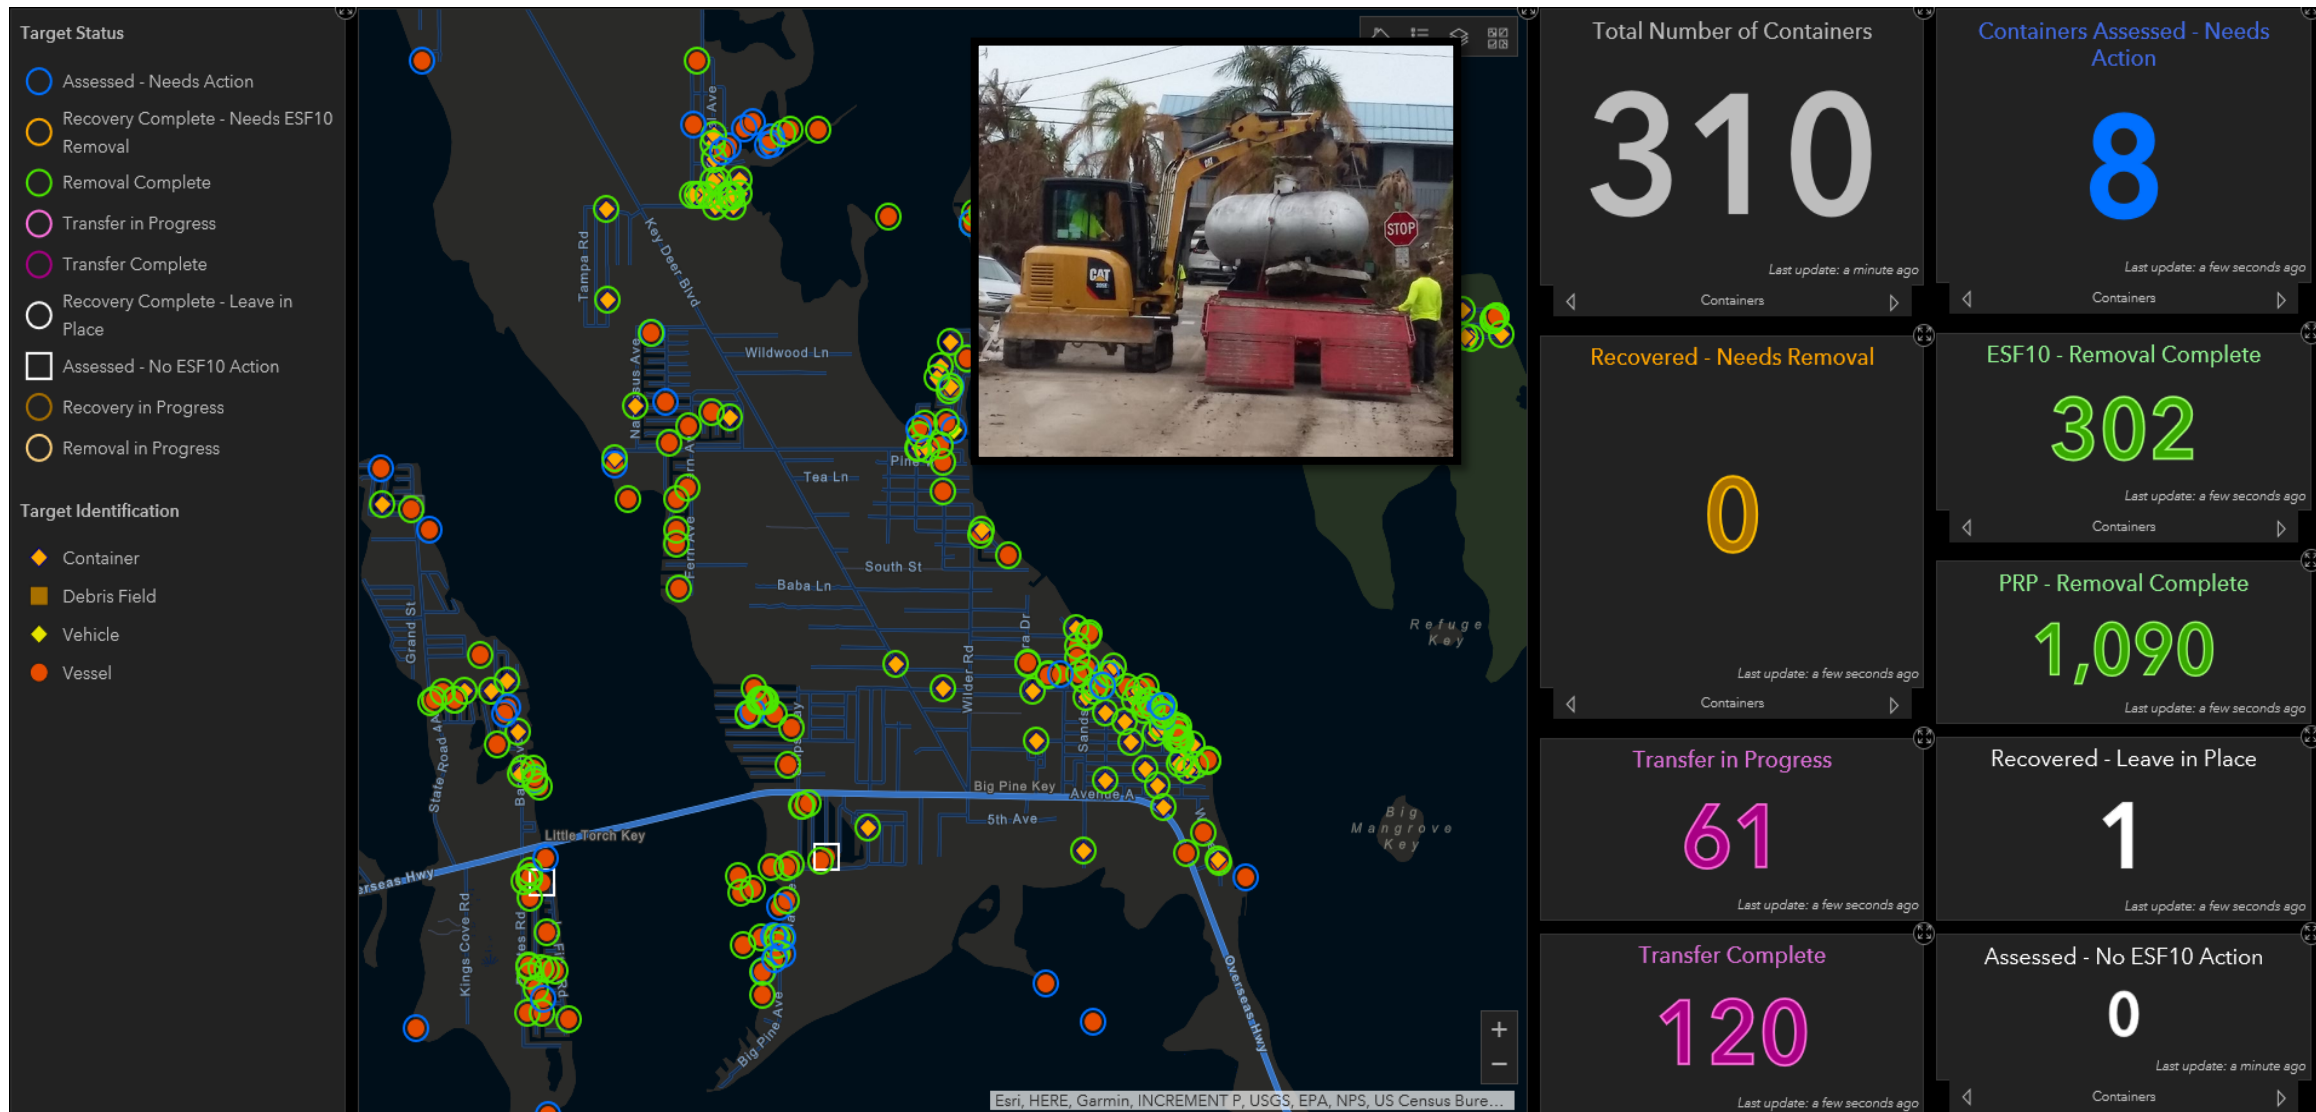 Target Status
Assessed - Needs Action
Recovery Complete - Needs ESF10
Removal
Removal Complete
Transfer in Progress
Transfer Complete
Recovery Complete - Leave in
Place
Assessed - No ESF10 Action
Recovery in Progress
Removal in Progress
Target Identification
Container
Debris Field
Vehicle
Vessel
Tampa Rd
Key Deer Blvd
Wildwood Ln
Tea Ln
South St
Baba Ln
Fern Ave
Grand St
State Road
Wilder Rd
Big Pine Key
Avenue A
5th Ave
Little Torch Key
Kings Cove Rd
Big Pine Ave
Overseas Hwy
Refuge
Key
Big
Mangrove
Key
CAT
STOP
+
−
Esri, HERE, Garmin, INCREMENT P, USGS, EPA, NPS, US Census Bure...
Total Number of Containers
310
Last update: a minute ago
Containers
Containers Assessed - Needs
Action
8
Last update: a few seconds ago
Containers
Recovered - Needs Removal
0
Last update: a few seconds ago
Containers
ESF10 - Removal Complete
302
Last update: a few seconds ago
Containers
PRP - Removal Complete
1,090
Last update: a few seconds ago
Transfer in Progress
61
Last update: a few seconds ago
Recovered - Leave in Place
1
Last update: a few seconds ago
Transfer Complete
120
Last update: a few seconds ago
Assessed - No ESF10 Action
0
Last update: a minute ago
Containers